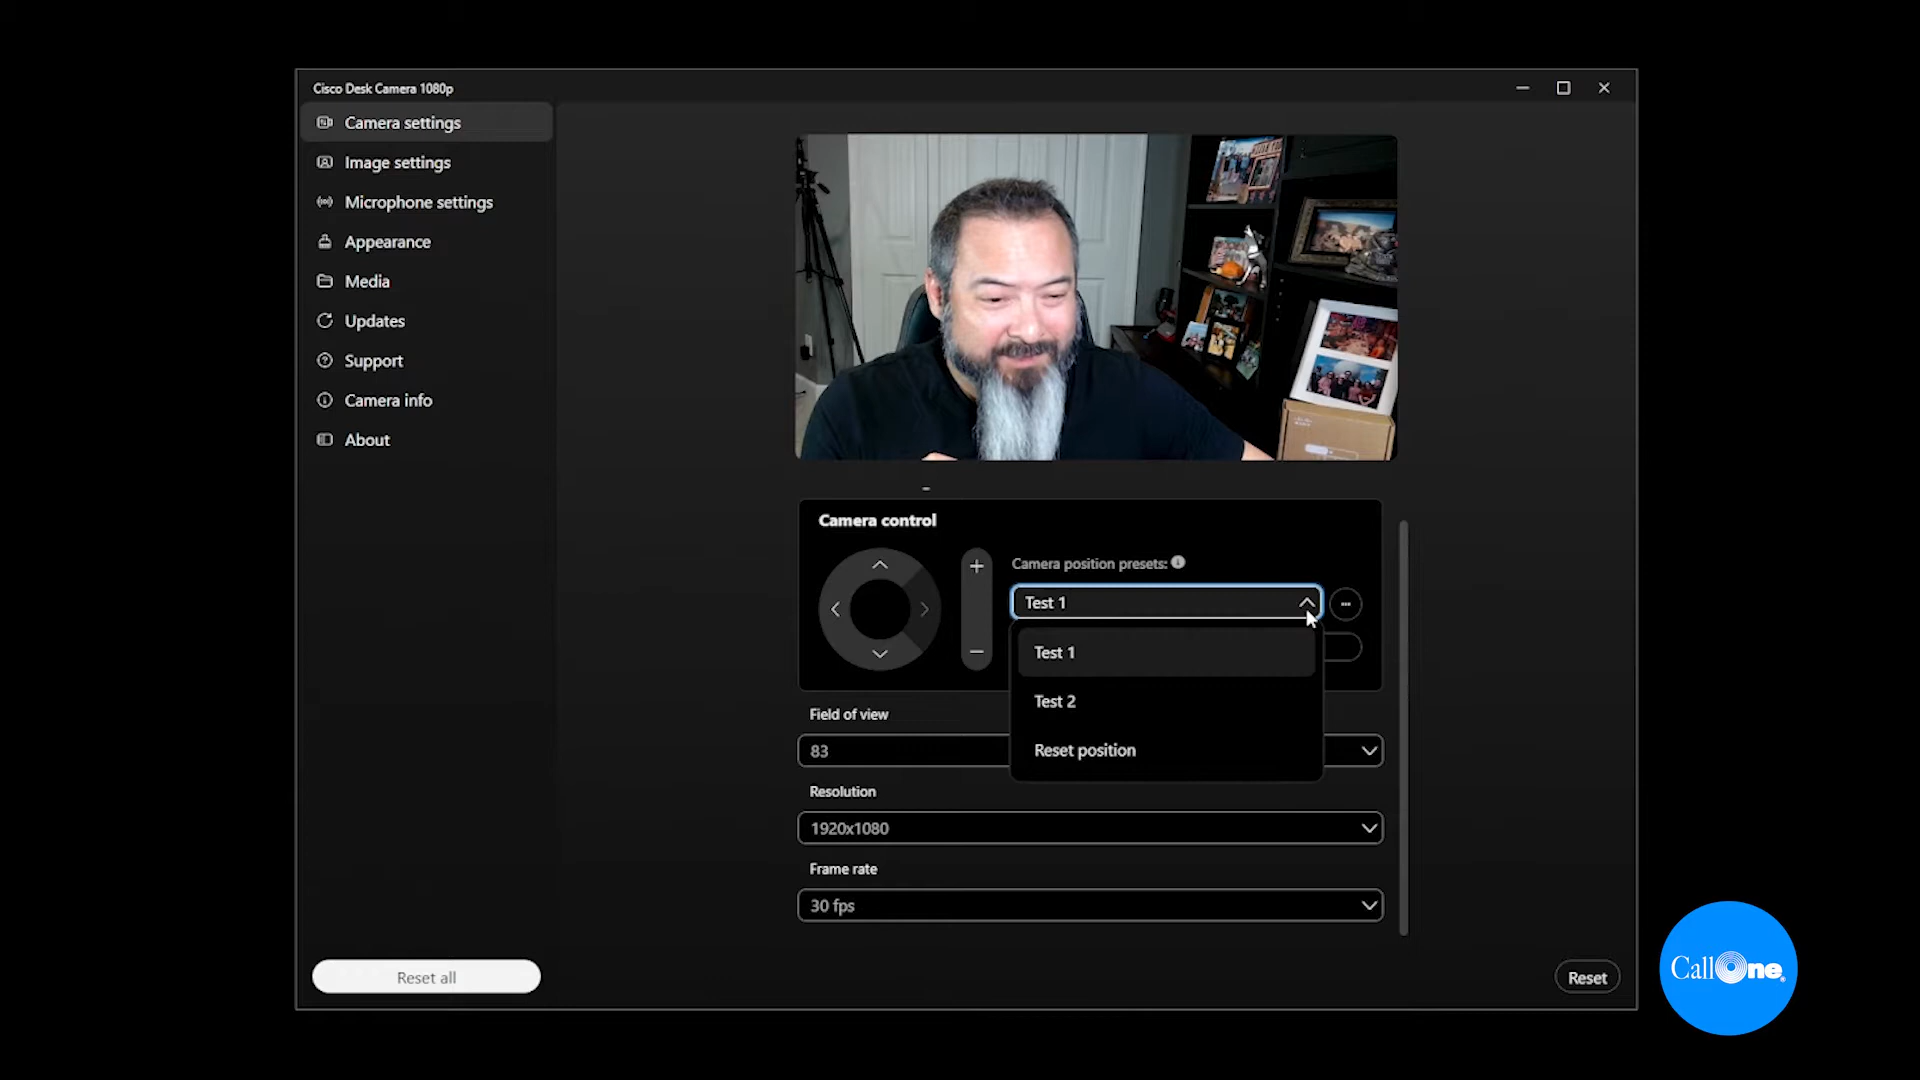 Cisco Desk Camera 1080p
Camera settings
Image settings
Microphone settings
Appearance
Media
Updates
Support
Camera info
About
Reset all
Camera control
Camera position presets:
Test 1
Test 1
Test 2
Reset position
Field of view
83
Resolution
1920x1080
Frame rate
30 fps
Reset
CallOne